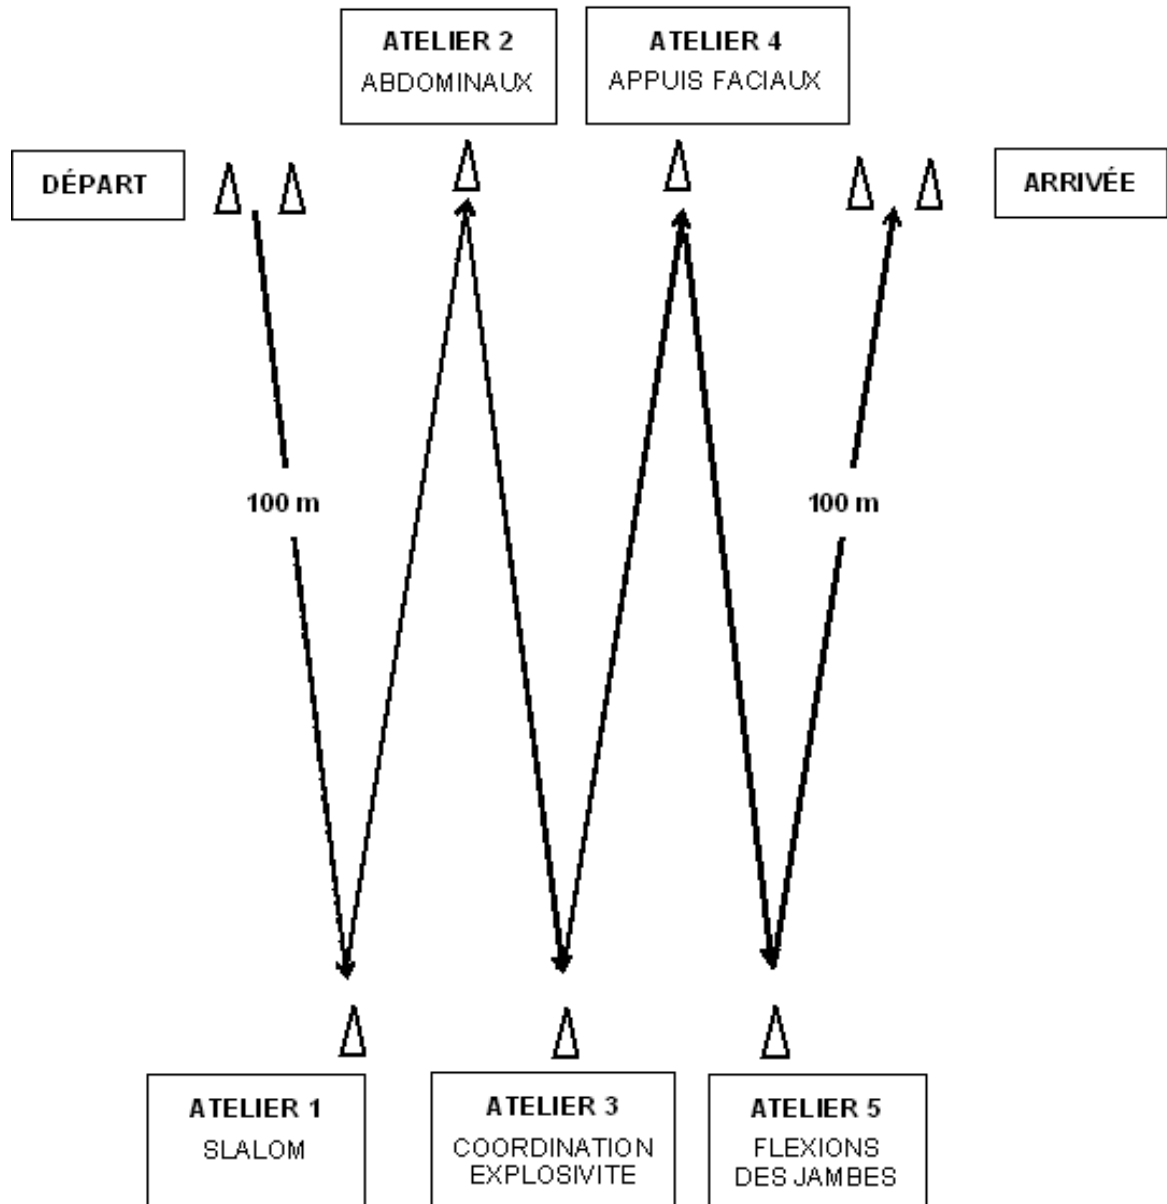 ATELIER 2
ABDOMINAUX
ATELIER 4
APPUIS FACIAUX
DÉPART
ARRIVÉE
100 m
100 m
ATELIER 1
SLALOM
ATELIER 3
COORDINATION
EXPLOSIVITE
ATELIER 5
FLEXIONS
DES JAMBES